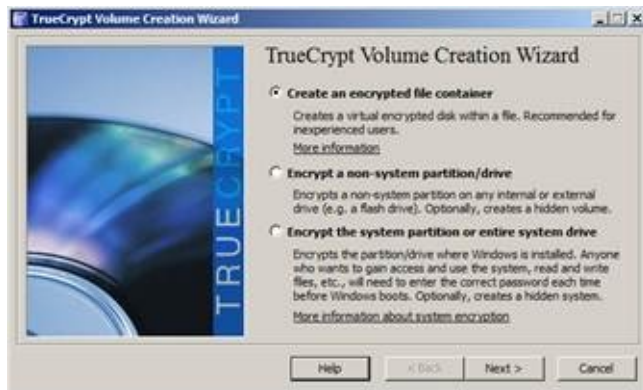 TrueCrypt Volume Creation Wizard
TRUECRYPT
TrueCrypt Volume Creation Wizard
Create an encrypted file container
Creates a virtual encrypted disk within a file. Recommended for
inexperienced users.
More information
Encrypt a non-system partition/drive
Encrypts a non-system partition on any internal or external
drive (e.g. a flash drive). Optionally, creates a hidden volume.
Encrypt the system partition or entire system drive
Encrypts the partition/drive where Windows is installed. Anyone
who wants to gain access and use the system, read and write
files, etc., will need to enter the correct password each time
before Windows boots. Optionally, creates a hidden system.
More information about system encryption
Help
< Back
Next >
Cancel